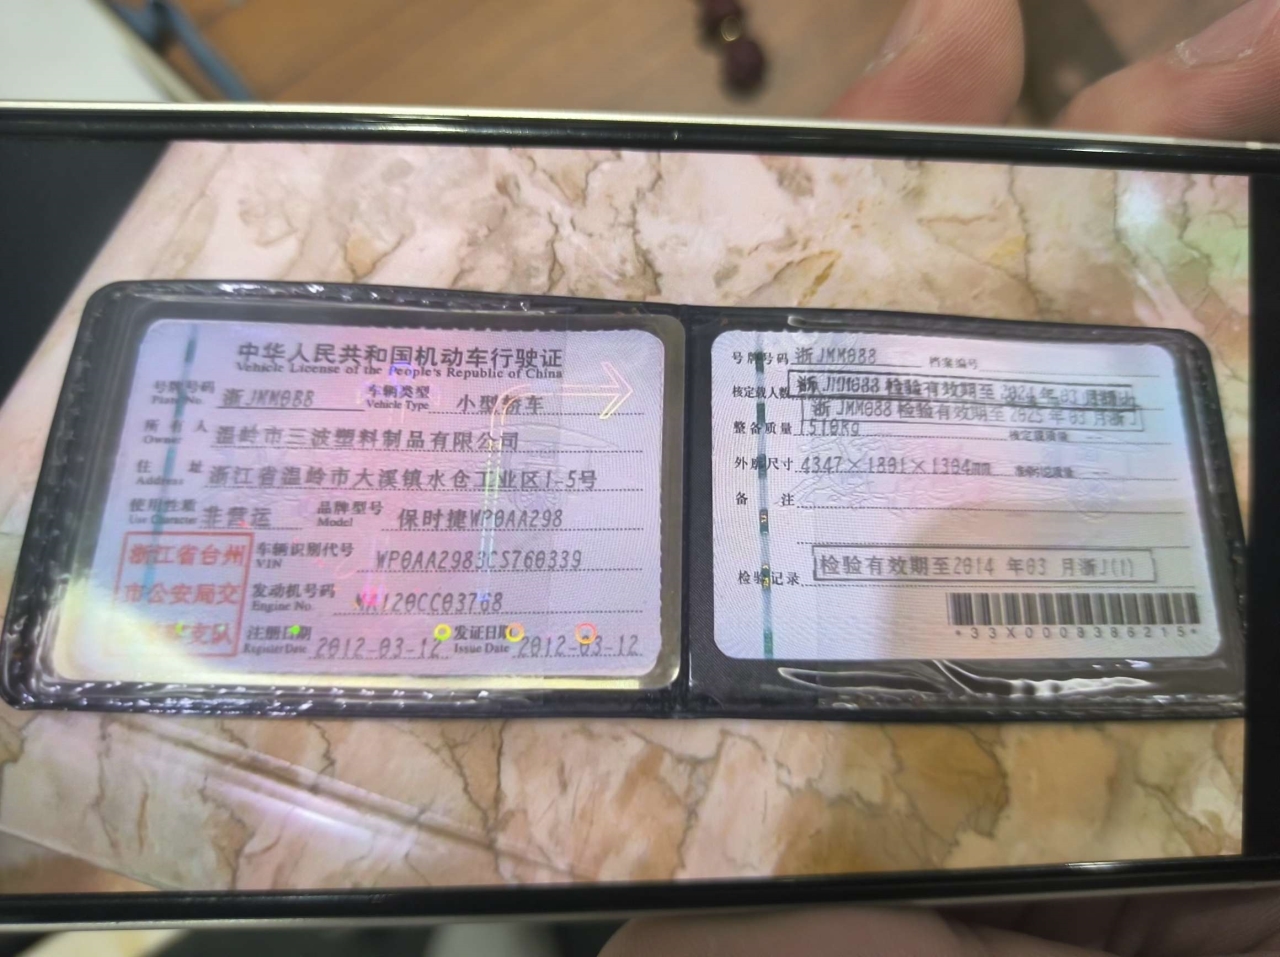 中华人民共和国机动车行驶证
Vehicle License of the People's Republic of China
号牌号码 浙JMM088 车辆类型 小型轿车
Plate No. Vehicle Type
所有人 温岭市三波塑料制品有限公司
Owner
住址 浙江省温岭市大溪镇水仓工业区1-5号
Address
使用性质 非营运 品牌型号 保时捷WP0AA298
Use Character Model
浙江省台州
市公安局交
支队
车辆识别代号 WP0AA2983CS760339
VIN
发动机号码 MA120CC03768
Engine No.
注册日期 2012-03-12 发证日期 2012-03-12
Register Date Issue Date
号牌号码 浙JMM088 档案编号
核定载人数
浙JMM088 检验有效期至 2024年03月
浙JMM088 检验有效期至 2023年03月浙J
整备质量 1510Kg 核定载质量 --
外廓尺寸 4347×1801×1304mm
备注
检验记录 检验有效期至2014 年03 月浙J(1)
*33X0008386215*